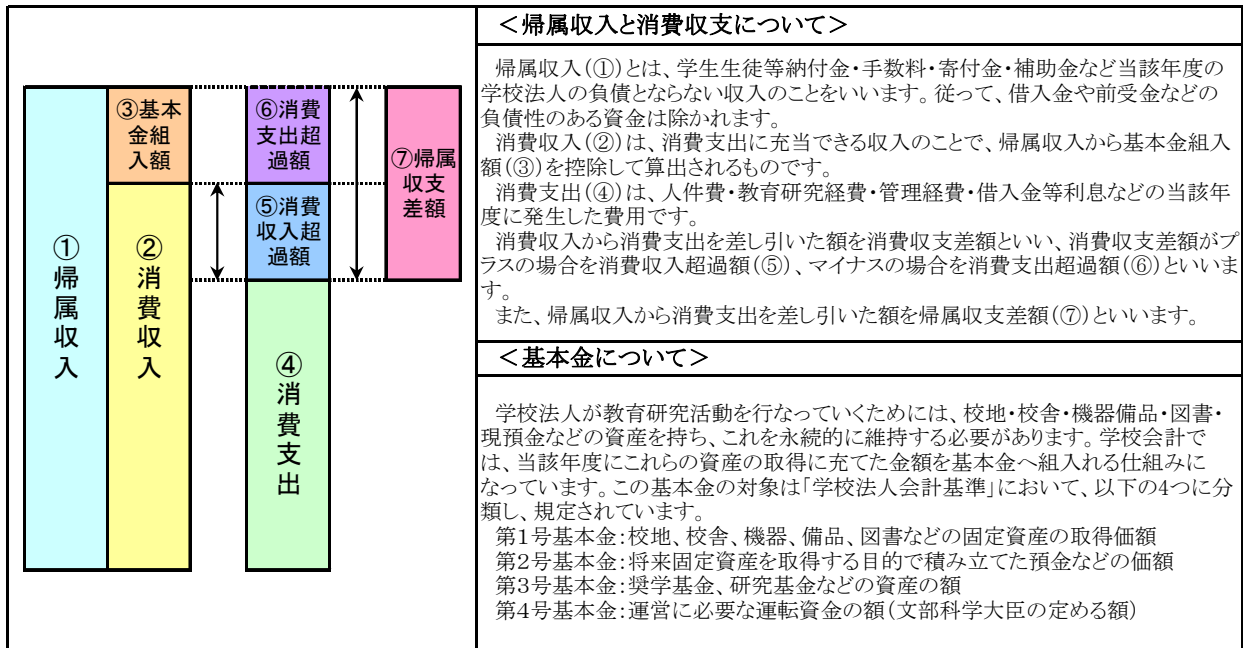 ①帰属収入
③基本
金組
入額
②消費収入
⑥消費
支出超
過額
⑤消費
収入超
過額
④消費支出
⑦帰属
収支
差額
＜帰属収入と消費収支について＞
帰属収入(①)とは、学生生徒等納付金・手数料・寄付金・補助金など当該年度の
学校法人の負債とならない収入のことをいいます。従って、借入金や前受金などの
負債性のある資金は除かれます。
消費収入(②)は、消費支出に充当できる収入のことで、帰属収入から基本金組入
額(③)を控除して算出されるものです。
消費支出(④)は、人件費・教育研究経費・管理経費・借入金等利息などの当該年
度に発生した費用です。
消費収入から消費支出を差し引いた額を消費収支差額といい、消費収支差額がプ
ラスの場合を消費収入超過額(⑤)、マイナスの場合を消費支出超過額(⑥)といいま
す。
また、帰属収入から消費支出を差し引いた額を帰属収支差額(⑦)といいます。
＜基本金について＞
学校法人が教育研究活動を行なっていくためには、校地・校舎・機器備品・図書・
現預金などの資産を持ち、これを永続的に維持する必要があります。学校会計で
は、当該年度にこれらの資産の取得に充てた金額を基本金へ組入れる仕組みに
なっています。この基本金の対象は「学校法人会計基準」において、以下の4つに分
類し、規定されています。
第１号基本金：校地、校舎、機器、備品、図書などの固定資産の取得価額
第２号基本金：将来固定資産を取得する目的で積み立てた預金などの価額
第３号基本金：奨学基金、研究基金などの資産の額
第４号基本金：運営に必要な運転資金の額(文部科学大臣の定める額)